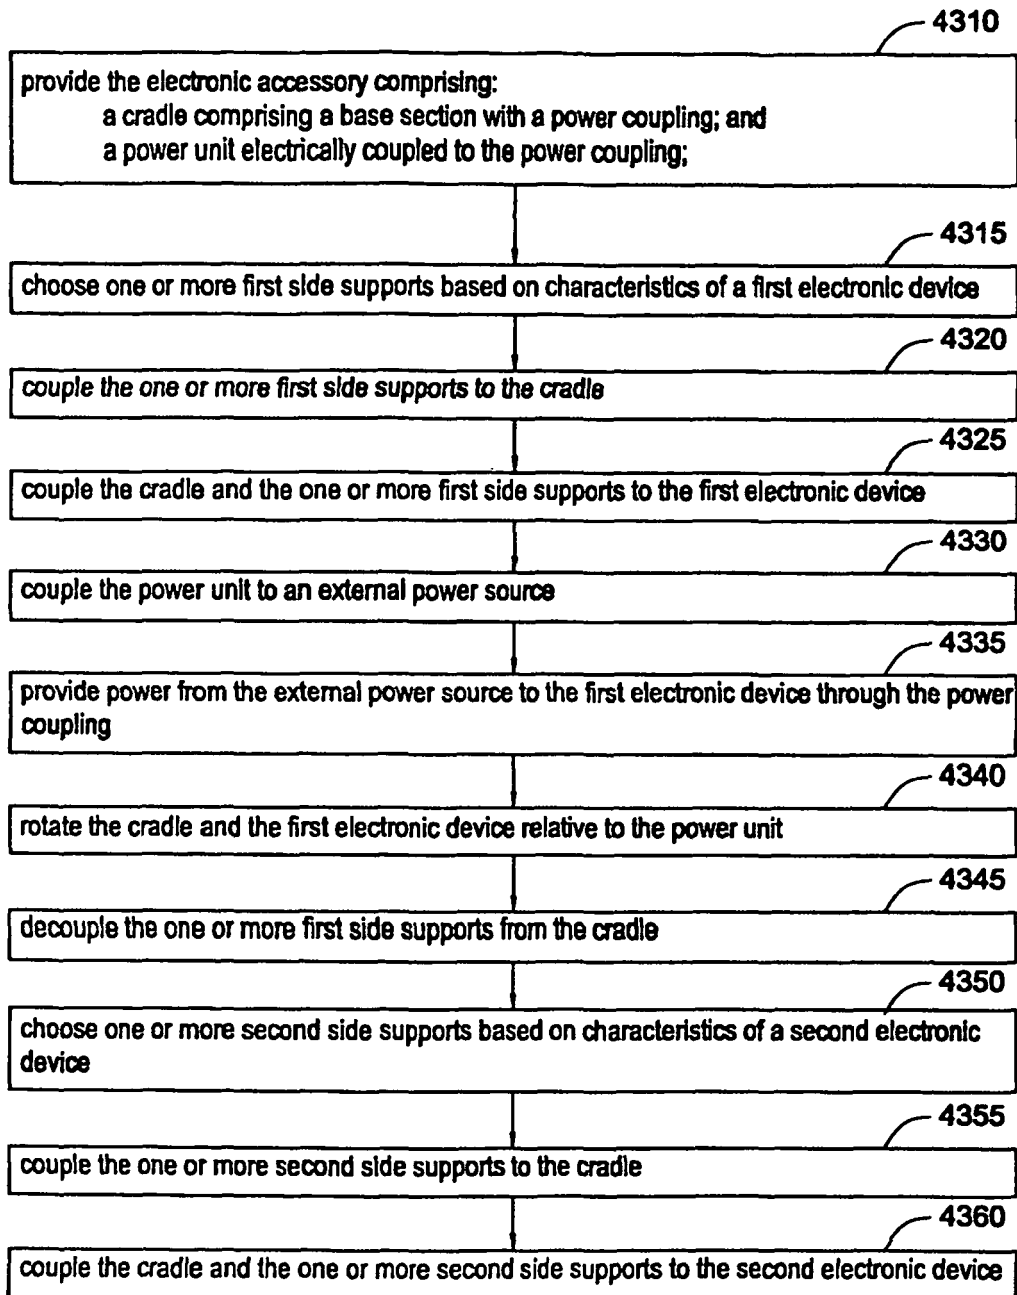 4310
provide the electronic accessory comprising:
a cradle comprising a base section with a power coupling; and
a power unit electrically coupled to the power coupling;
4315
choose one or more first side supports based on characteristics of a first electronic device
4320
couple the one or more first side supports to the cradle
4325
couple the cradle and the one or more first side supports to the first electronic device
4330
couple the power unit to an external power source
4335
provide power from the external power source to the first electronic device through the power
coupling
4340
rotate the cradle and the first electronic device relative to the power unit
4345
decouple the one or more first side supports from the cradle
4350
choose one or more second side supports based on characteristics of a second electronic
device
4355
couple the one or more second side supports to the cradle
4360
couple the cradle and the one or more second side supports to the second electronic device